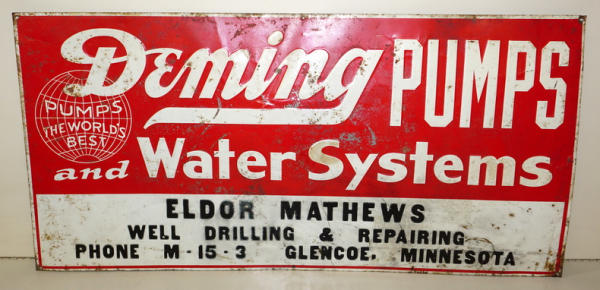 Deming PUMPS
PUMPS
THE WORLD'S
BEST
and Water Systems
ELDOR MATHEWS
WELL DRILLING & REPAIRING
PHONE M-15-3 GLENCOE, MINNESOTA